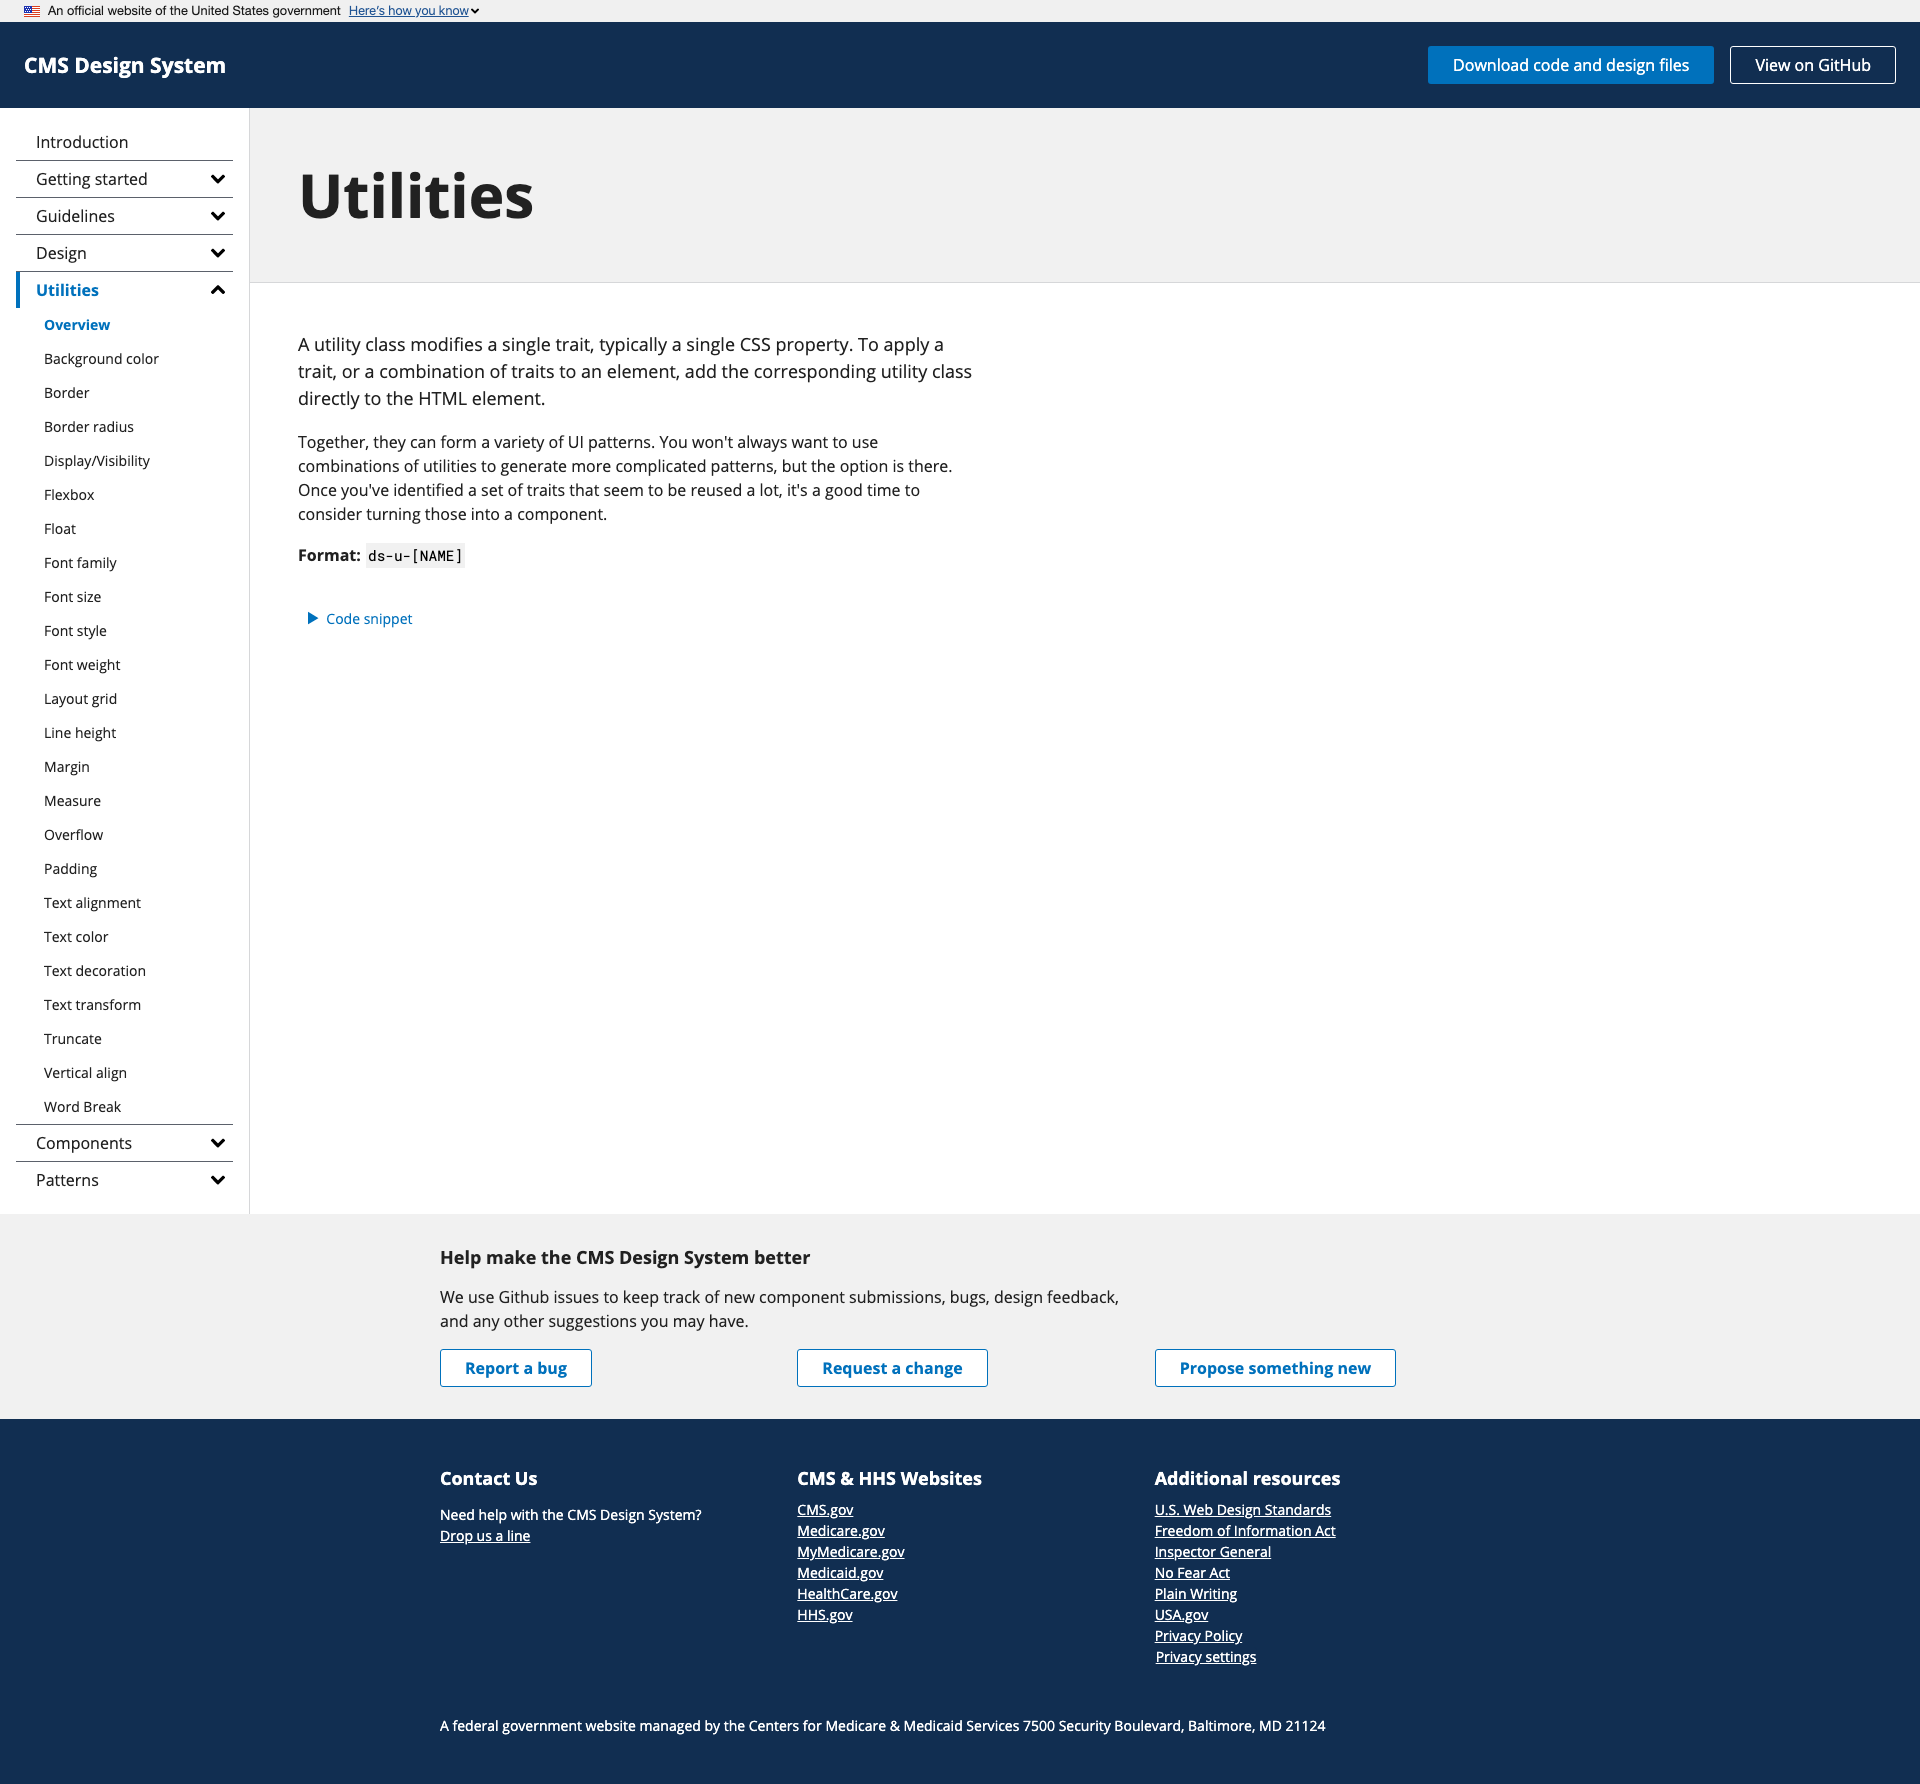 An official website of the United States government Here's how you know
CMS Design System
Download code and design files
View on GitHub
Introduction
Getting started
Guidelines
Design
Utilities
Overview
Background color
Border
Border radius
Display/Visibility
Flexbox
Float
Font family
Font size
Font style
Font weight
Layout grid
Line height
Margin
Measure
Overflow
Padding
Text alignment
Text color
Text decoration
Text transform
Truncate
Vertical align
Word Break
Components
Patterns
Utilities
A utility class modifies a single trait, typically a single CSS property. To apply a
trait, or a combination of traits to an element, add the corresponding utility class
directly to the HTML element.
Together, they can form a variety of UI patterns. You won't always want to use
combinations of utilities to generate more complicated patterns, but the option is there.
Once you've identified a set of traits that seem to be reused a lot, it's a good time to
consider turning those into a component.
Format: ds-u-[NAME]
Code snippet
Help make the CMS Design System better
We use Github issues to keep track of new component submissions, bugs, design feedback,
and any other suggestions you may have.
Report a bug
Request a change
Propose something new
Contact Us
Need help with the CMS Design System?
Drop us a line
CMS & HHS Websites
CMS.gov
Medicare.gov
MyMedicare.gov
Medicaid.gov
HealthCare.gov
HHS.gov
Additional resources
U.S. Web Design Standards
Freedom of Information Act
Inspector General
No Fear Act
Plain Writing
USA.gov
Privacy Policy
Privacy settings
A federal government website managed by the Centers for Medicare & Medicaid Services 7500 Security Boulevard, Baltimore, MD 21124